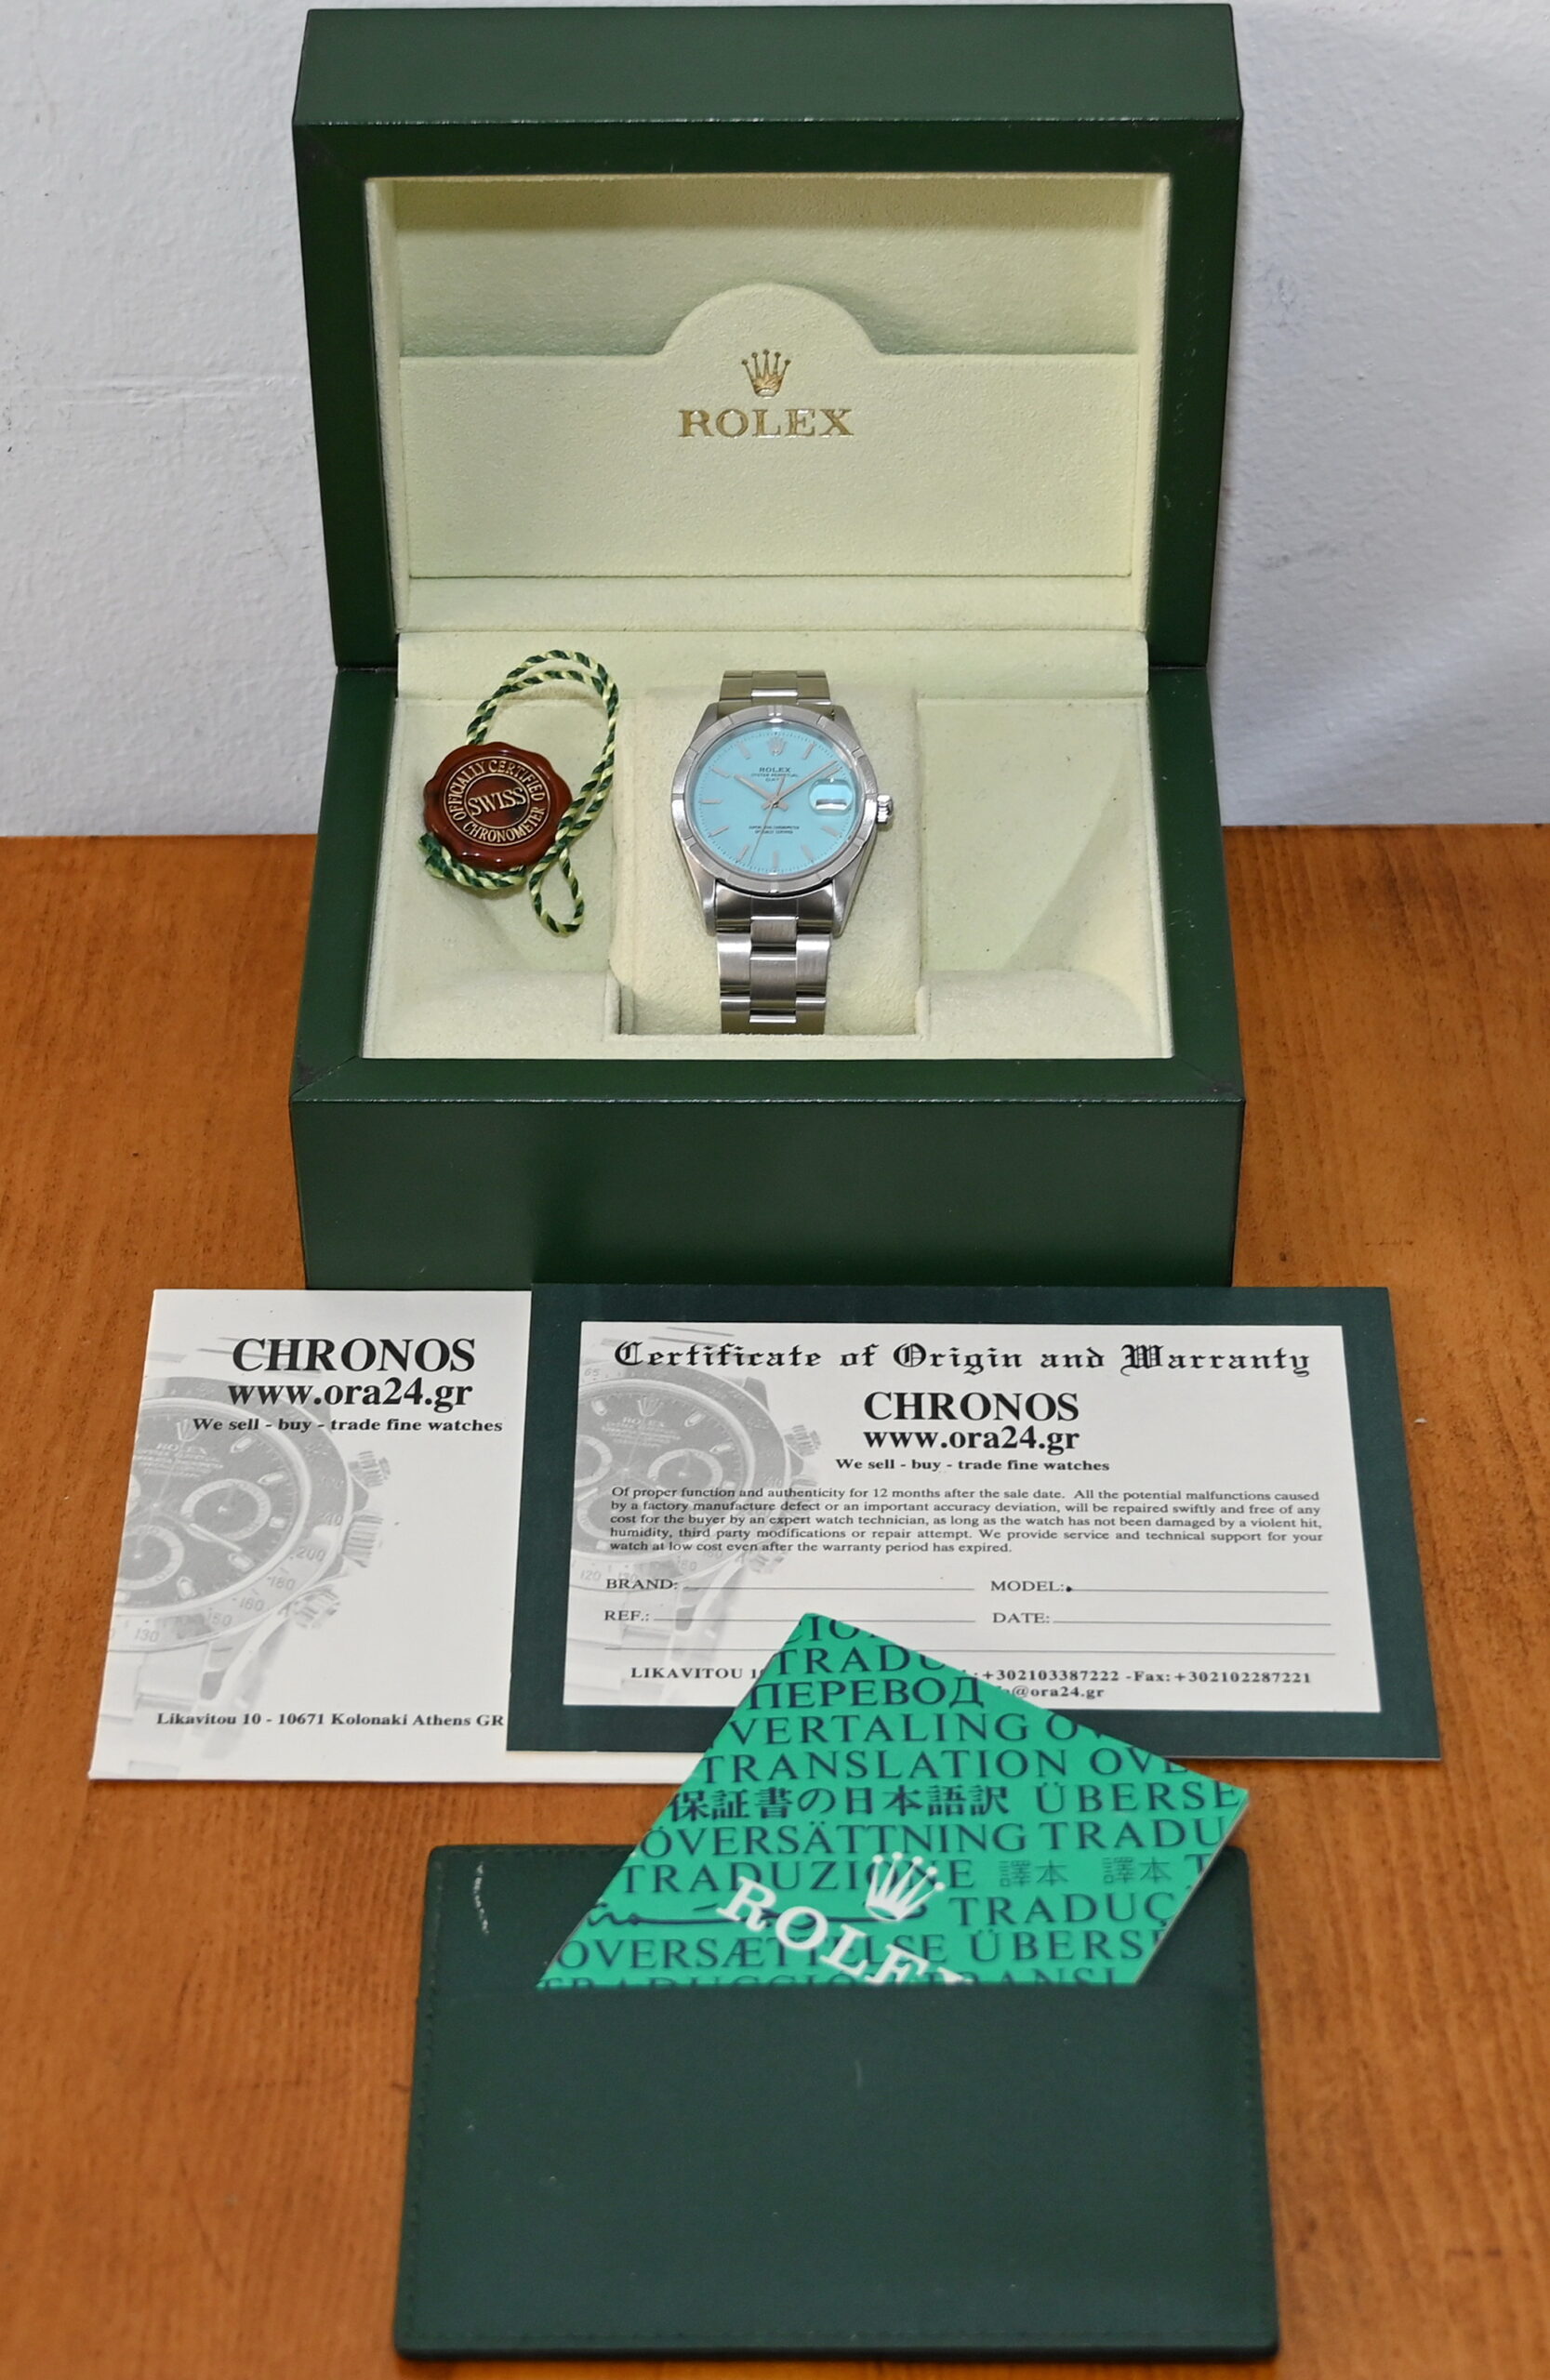 ROLEX
OFFICIALLY CERTIFIED
SWISS
CHRONOMETER
ROLEX
OYSTER PERPETUAL
DATE
CHRONOS
www.ora24.gr
We sell - buy - trade fine watches
Likavitou 10 - 10671 Kolonaki Athens GR
Certificate of Origin and Warranty
CHRONOS
www.ora24.gr
We sell - buy - trade fine watches
Of proper function and authenticity for 12 months after the sale date. All the potential malfunctions caused
by a factory manufacture defect or an important accuracy deviation, will be repaired swiftly and free of any
cost for the buyer by an expert watch technician, as long as the watch has not been damaged by a violent hit,
humidity, third party modifications or repair attempt. We provide service and technical support for your
watch at low cost even after the warranty period has expired.
BRAND: MODEL:
REF.: DATE:
LIKAVITOU 1 : +302103387222 -Fax: +302102287221
@ora24.gr
TRADU
ПЕРЕВОД
VERTALING OV
TRANSLATION OVE
保証書の日本語訳 ÜBERSE
ÖVERSÄTTNING TRADU
TRADUZIONE 譯本 譯本 T
TRADUÇ
OVERSÆTTELSE ÜBERS
ROLEX